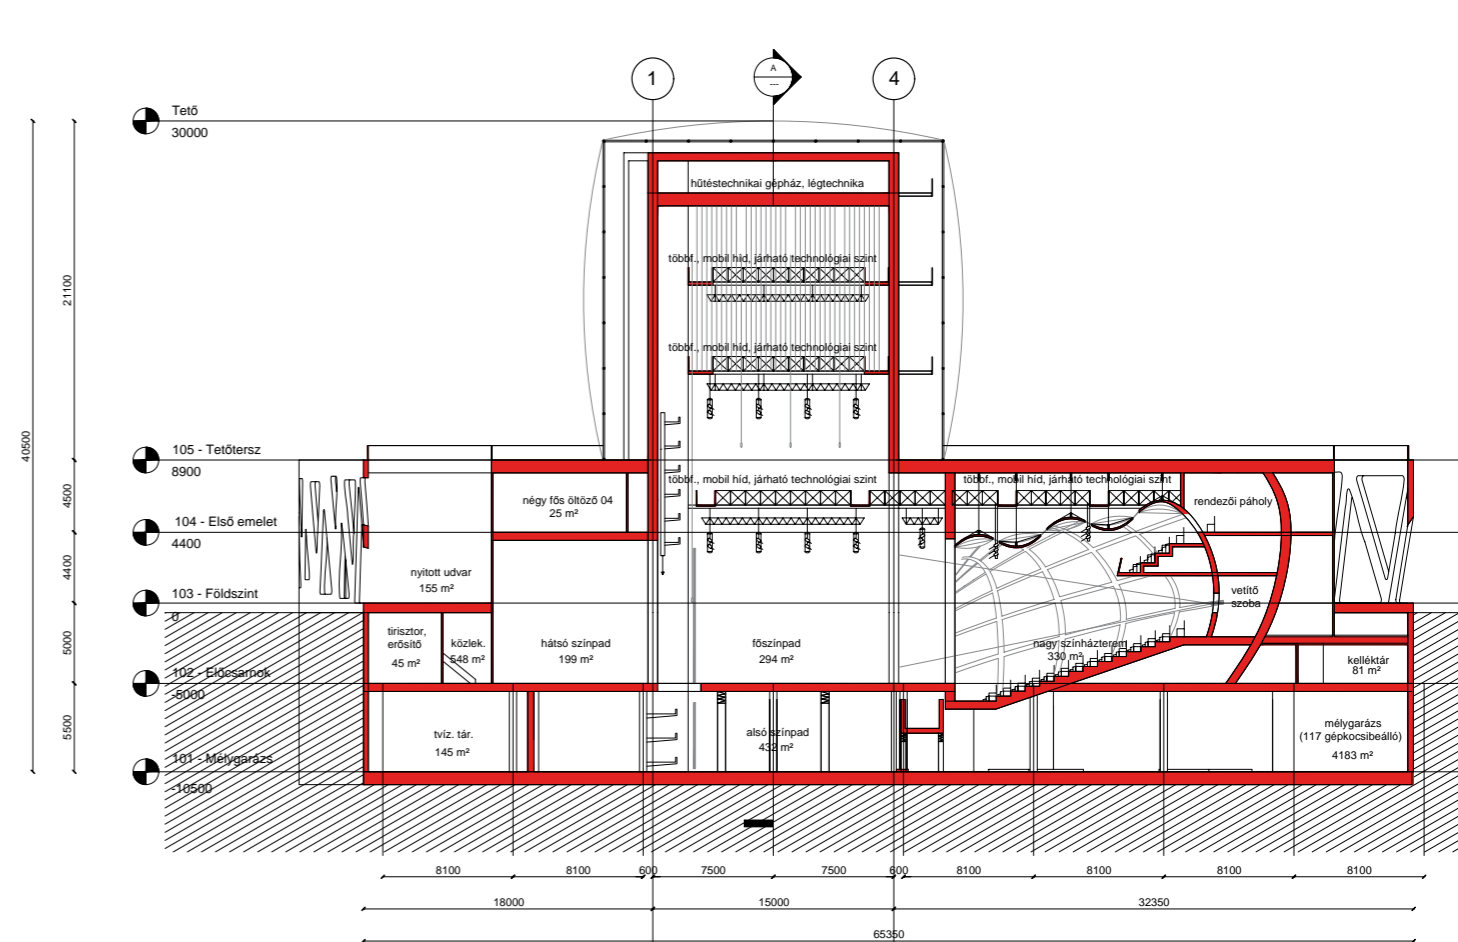 1
A
---
4
Tető
30000
hűtéstechnikai gépház, légtechnika
többf., mobil híd, járható technológiai szint
21100
többf., mobil híd, járható technológiai szint
40500
105 - Tetőtersz
8900
többf., mobil híd, járható technológiai szint
többf., mobil híd, járható technológiai szint
4500
négy fős öltöző 04
25 m²
rendezői páholy
104 - Első emelet
4400
4400
nyitott udvar
155 m²
vetítő
szoba
103 - Földszint
0
tirisztor,
erősítő
45 m²
közlek.
548 m²
hátsó színpad
199 m²
főszínpad
294 m²
nagy színházterem
330 m²
5000
kelléktár
81 m²
102 - Előcsarnok
-5000
5500
tvíz. tár.
145 m²
alsó színpad
432 m²
mélygarázs
(117 gépkocsibeálló)
4183 m²
101 - Mélygarázs
-10500
8100
8100
600
7500
7500
600
8100
8100
8100
8100
18000
15000
32350
65350